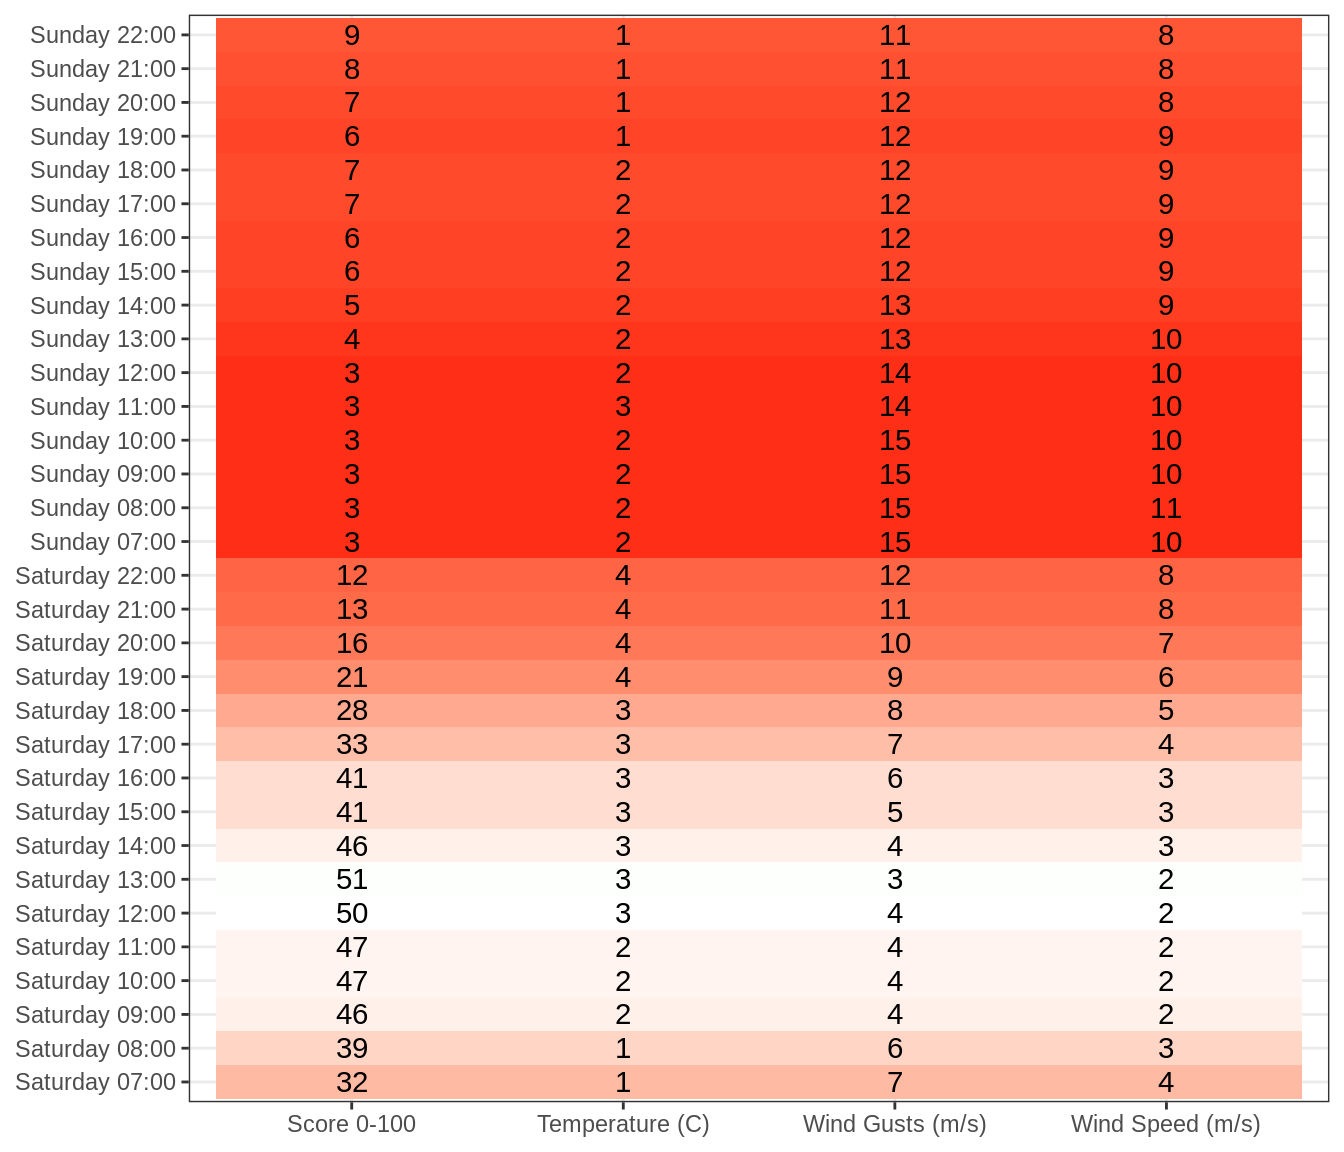 Sunday 22:00 9 1 11 8
Sunday 21:00 8 1 11 8
Sunday 20:00 7 1 12 8
Sunday 19:00 6 1 12 9
Sunday 18:00 7 2 12 9
Sunday 17:00 7 2 12 9
Sunday 16:00 6 2 12 9
Sunday 15:00 6 2 12 9
Sunday 14:00 5 2 13 9
Sunday 13:00 4 2 13 10
Sunday 12:00 3 2 14 10
Sunday 11:00 3 3 14 10
Sunday 10:00 3 2 15 10
Sunday 09:00 3 2 15 10
Sunday 08:00 3 2 15 11
Sunday 07:00 3 2 15 10
Saturday 22:00 12 4 12 8
Saturday 21:00 13 4 11 8
Saturday 20:00 16 4 10 7
Saturday 19:00 21 4 9 6
Saturday 18:00 28 3 8 5
Saturday 17:00 33 3 7 4
Saturday 16:00 41 3 6 3
Saturday 15:00 41 3 5 3
Saturday 14:00 46 3 4 3
Saturday 13:00 51 3 3 2
Saturday 12:00 50 3 4 2
Saturday 11:00 47 2 4 2
Saturday 10:00 47 2 4 2
Saturday 09:00 46 2 4 2
Saturday 08:00 39 1 6 3
Saturday 07:00 32 1 7 4
Score 0-100 Temperature (C) Wind Gusts (m/s) Wind Speed (m/s)